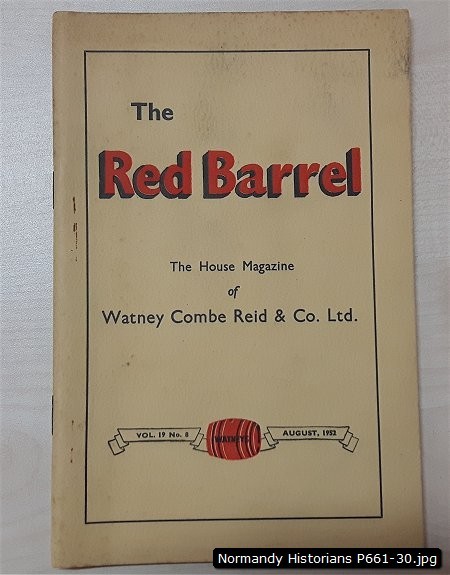 The
Red Barrel
The House Magazine
of
Watney Combe Reid & Co. Ltd.
VOL. 19 No. 8
WATNEYS
AUGUST, 1952
Normandy Historians P661-30.jpg